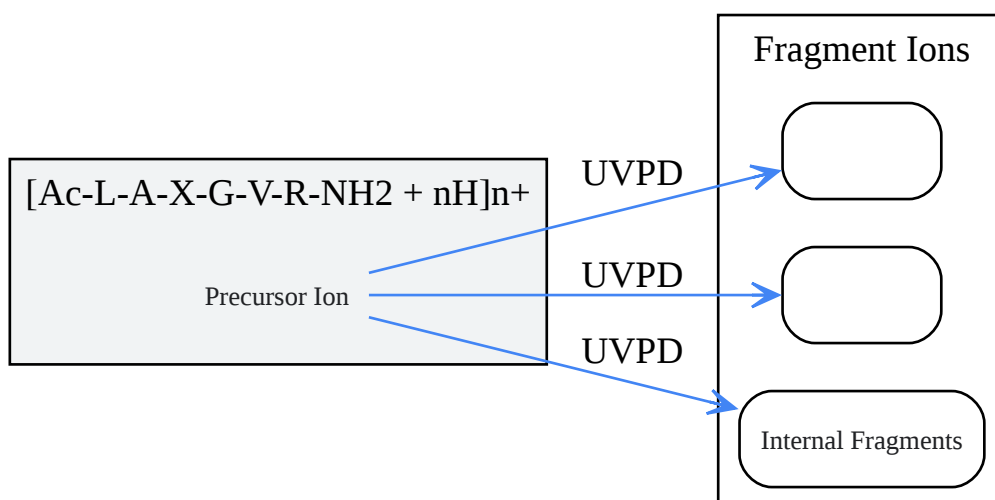 Fragment Ions
[Ac-L-A-X-G-V-R-NH2 + nH]n+
UVPD
Precursor Ion
UVPD
UVPD
Internal Fragments